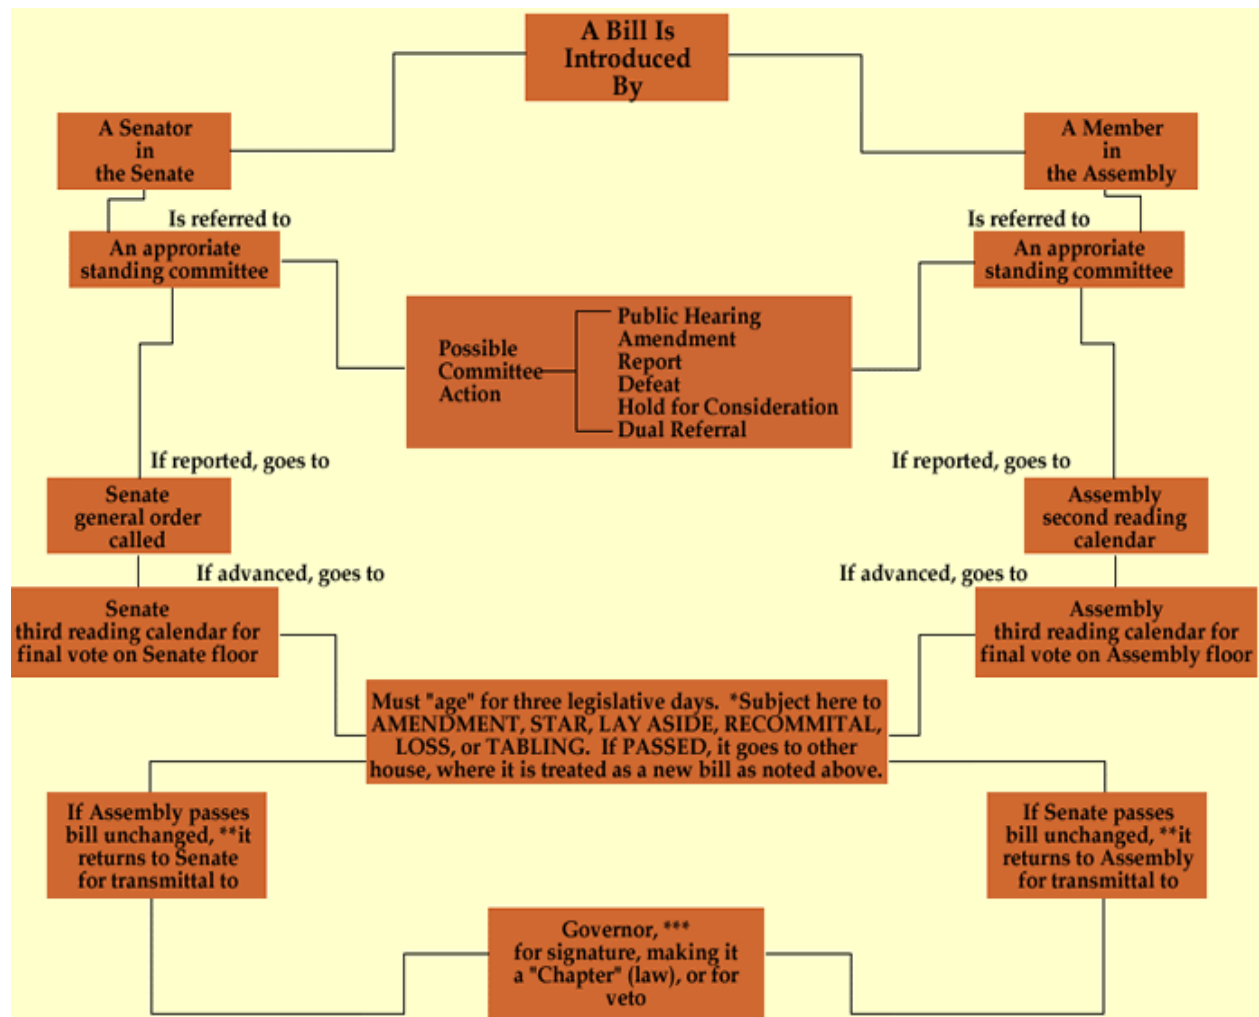 A Bill Is
Introduced
By
A Senator
in
the Senate
A Member
in
the Assembly
Is referred to
Is referred to
An approriate
standing committee
An approriate
standing committee
Possible
Committee
Action
Public Hearing
Amendment
Report
Defeat
Hold for Consideration
Dual Referral
If reported, goes to
If reported, goes to
Senate
general order
called
Assembly
second reading
calendar
If advanced, goes to
If advanced, goes to
Senate
third reading calendar for
final vote on Senate floor
Assembly
third reading calendar for
final vote on Assembly floor
Must "age" for three legislative days. *Subject here to
AMENDMENT, STAR, LAY ASIDE, RECOMMITAL,
LOSS, or TABLING. If PASSED, it goes to other
house, where it is treated as a new bill as noted above.
If Assembly passes
bill unchanged, **it
returns to Senate
for transmittal to
If Senate passes
bill unchanged, **it
returns to Assembly
for transmittal to
Governor, ***
for signature, making it
a "Chapter" (law), or for
veto